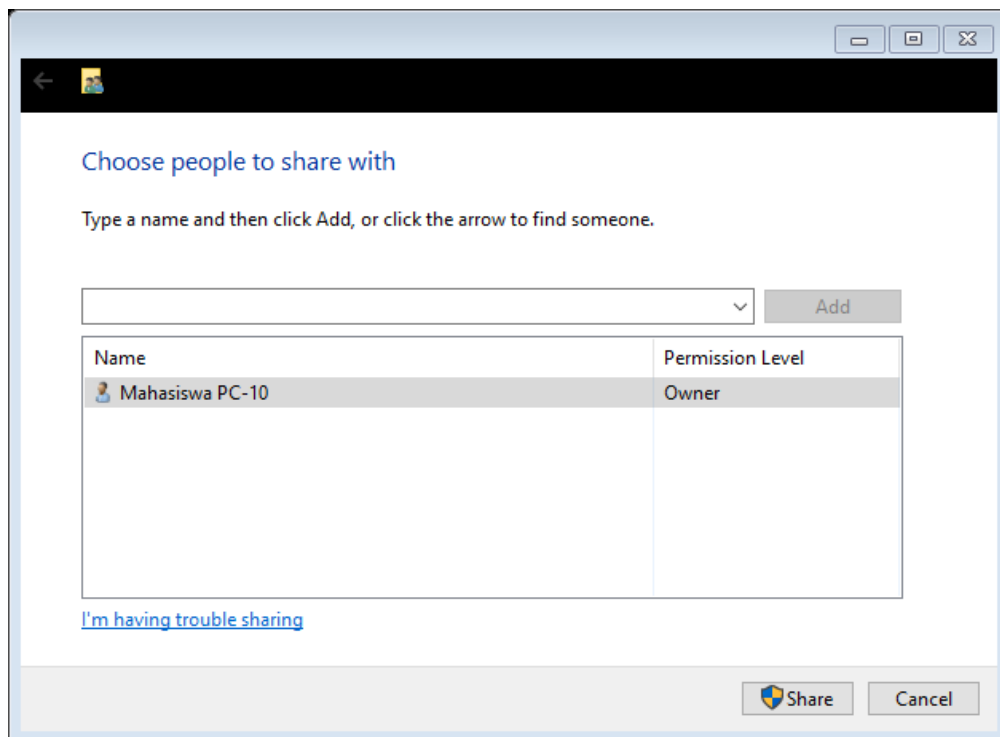 Choose people to share with
Type a name and then click Add, or click the arrow to find someone.
Add
Name Permission Level
Mahasiswa PC-10 Owner
I'm having trouble sharing
Share Cancel